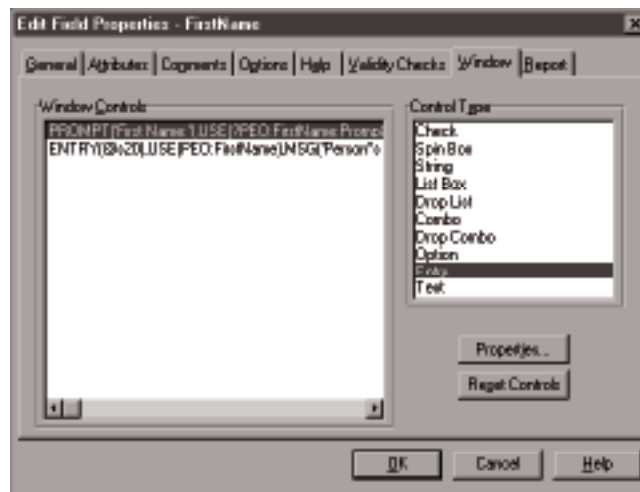 Edit Field Properties - FirstName
General Attributes Comments Options Help Validity Checks Window Report
Window Controls
PROMPT('First Name:'),USE(?PEO:FirstName:Prompt
ENTRY(@s20),USE(PEO:FirstName),MSG('Person''s
Control Type
Check
Spin Box
String
List Box
Drop List
Combo
Drop Combo
Option
Entry
Text
Properties...
Reset Controls
OK Cancel Help